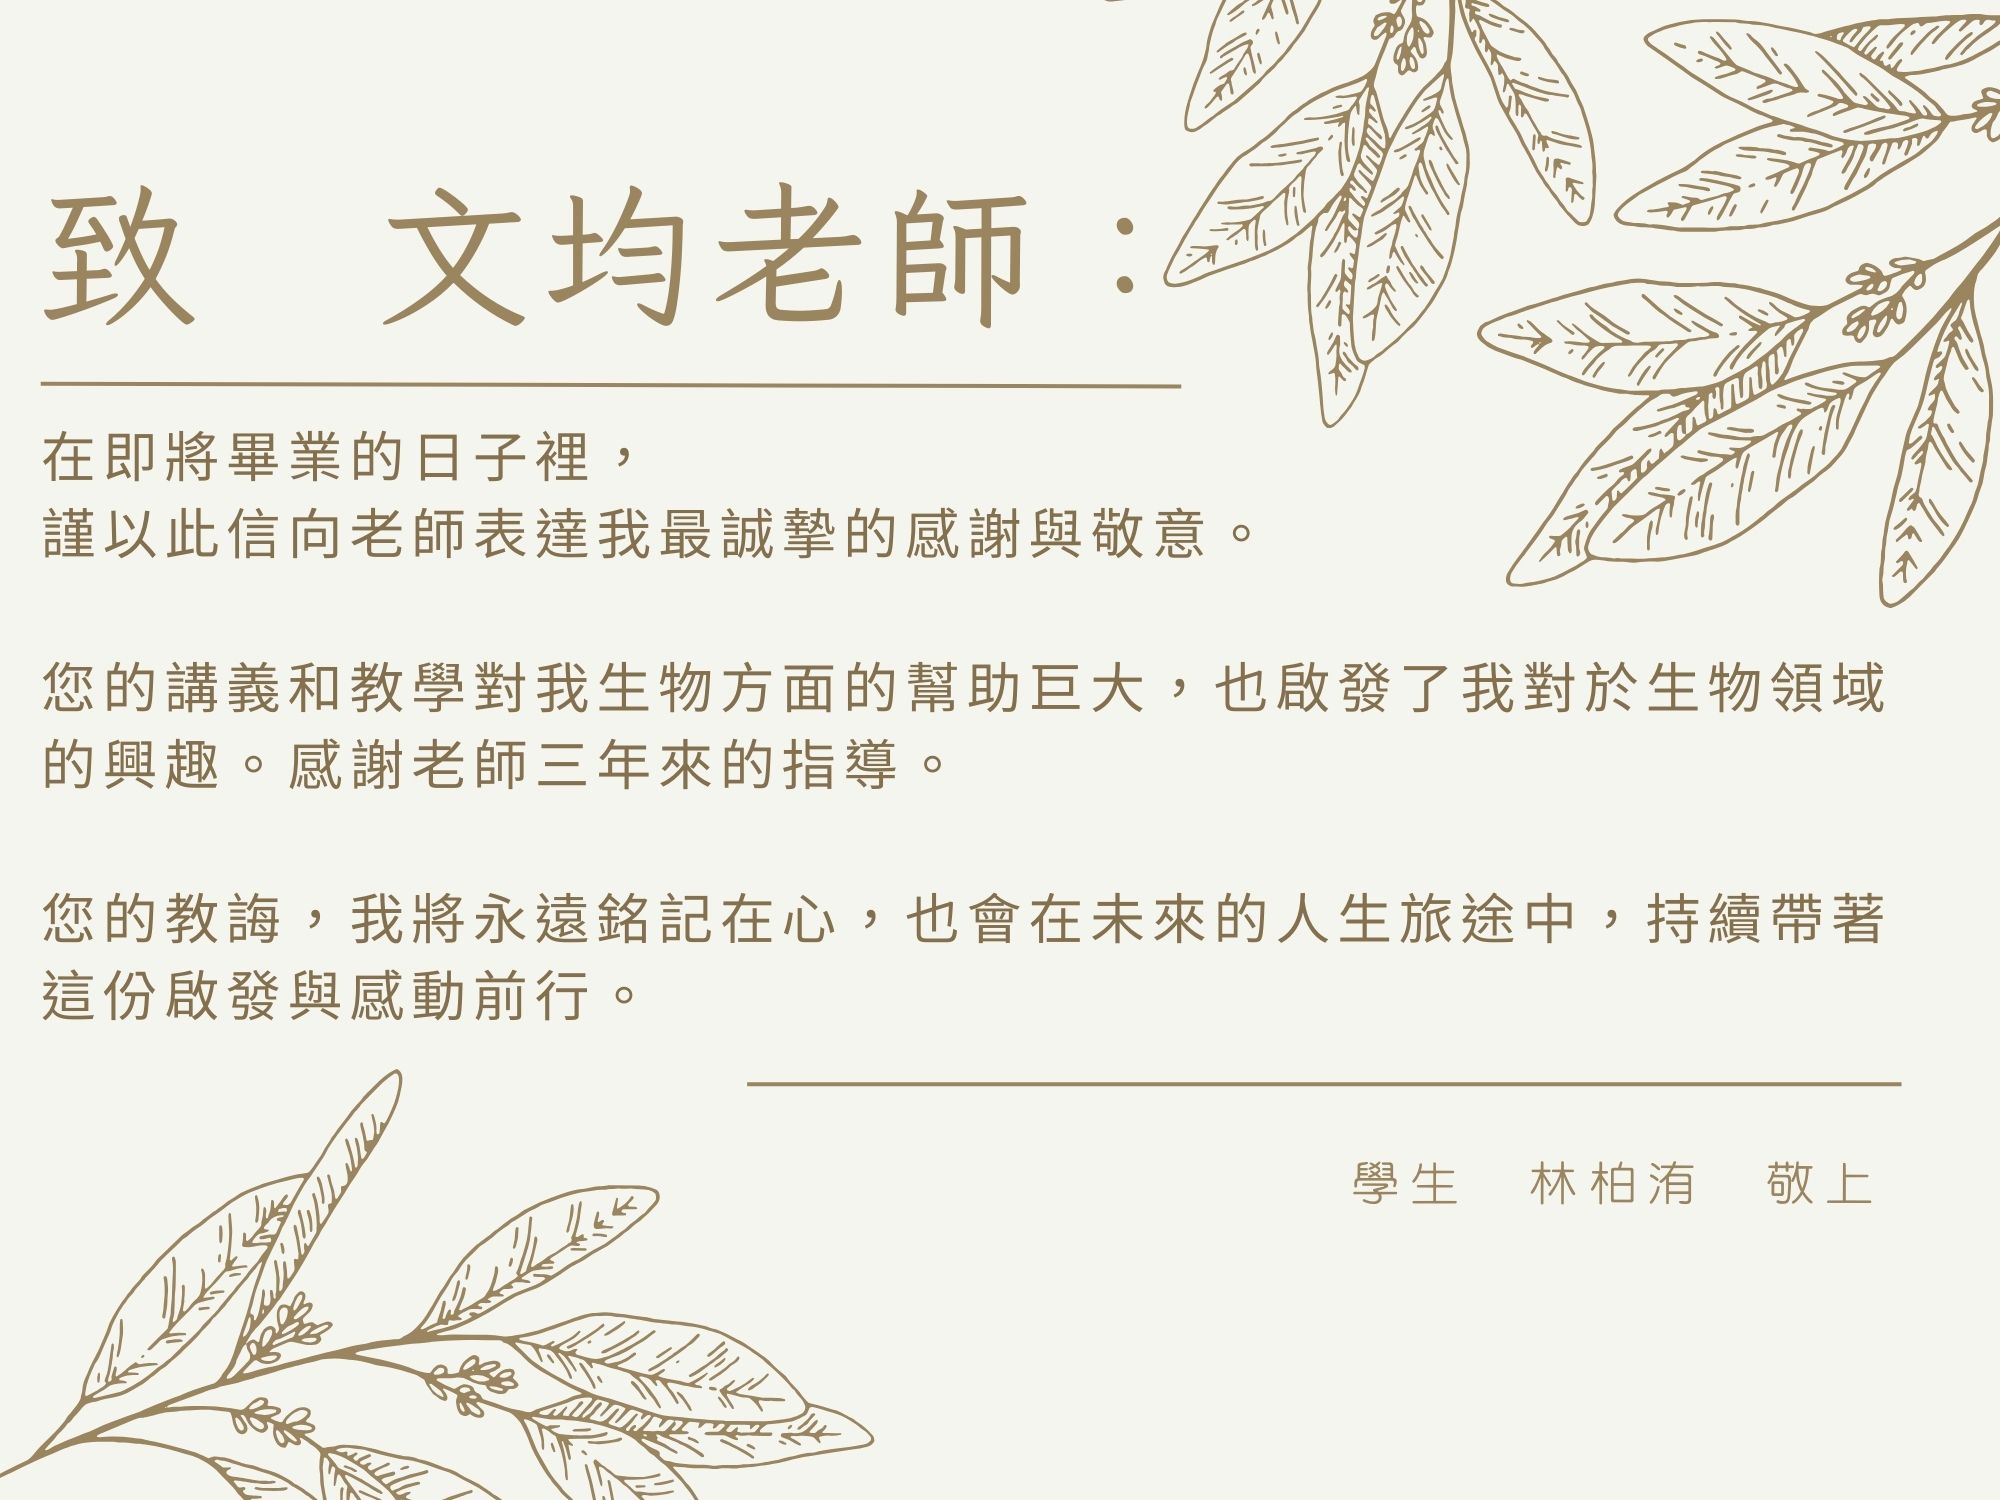 致　文均老師：
在即將畢業的日子裡，
謹以此信向老師表達我最誠摯的感謝與敬意。
您的講義和教學對我生物方面的幫助巨大，也啟發了我對於生物領域
的興趣。感謝老師三年來的指導。
您的教誨，我將永遠銘記在心，也會在未來的人生旅途中，持續帶著
這份啟發與感動前行。
學生　林柏洧　敬上